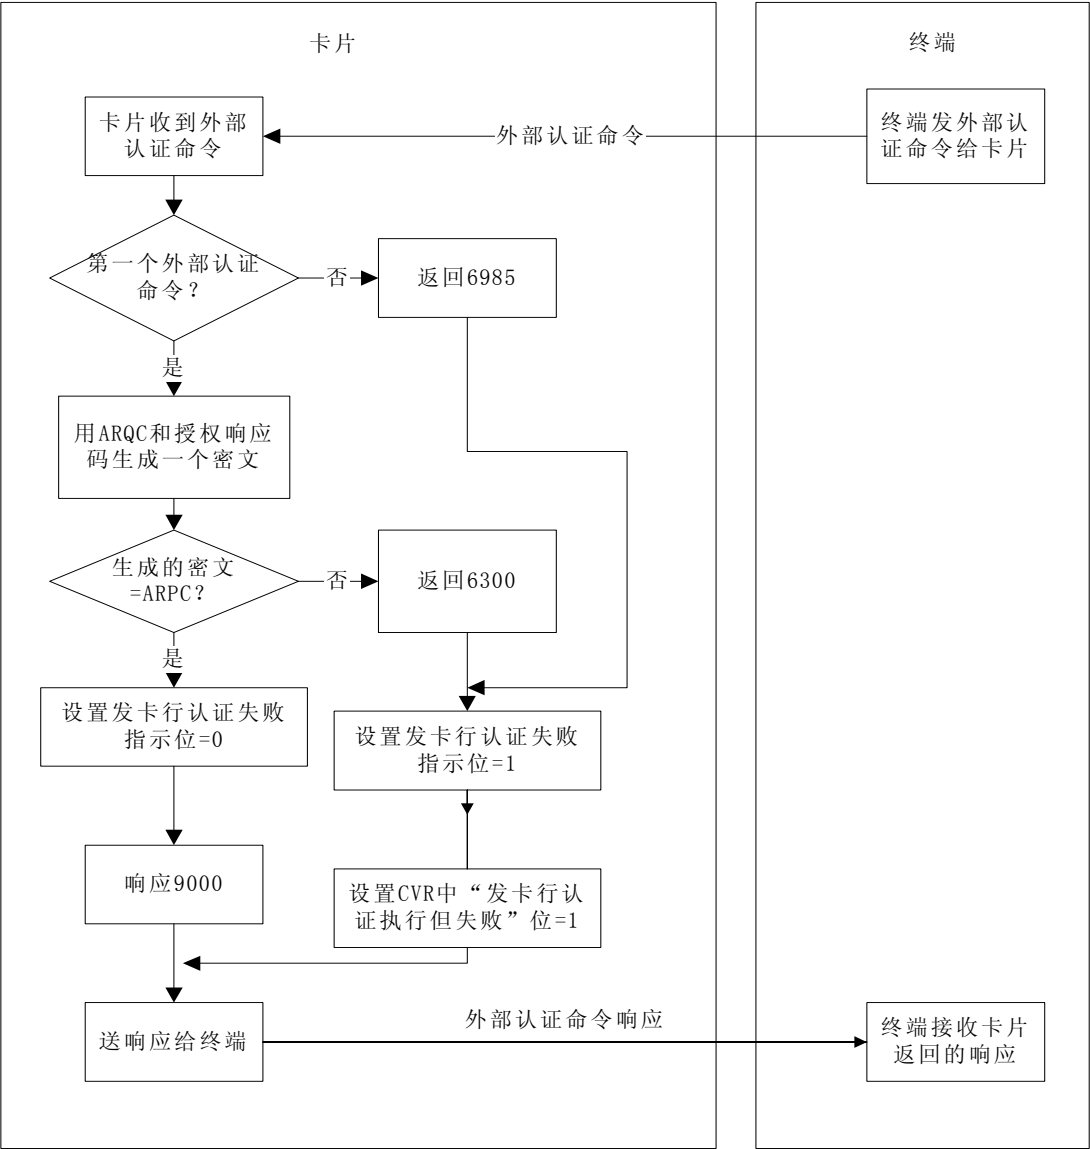 卡片
终端
卡片收到外部
认证命令
外部认证命令
终端发外部认
证命令给卡片
第一个外部认证
命令？
否
返回6985
是
用ARQC和授权响应
码生成一个密文
生成的密文
=ARPC？
否
返回6300
是
设置发卡行认证失败
指示位=0
设置发卡行认证失败
指示位=1
响应9000
设置CVR中“发卡行认
证执行但失败”位=1
送响应给终端
外部认证命令响应
终端接收卡片
返回的响应